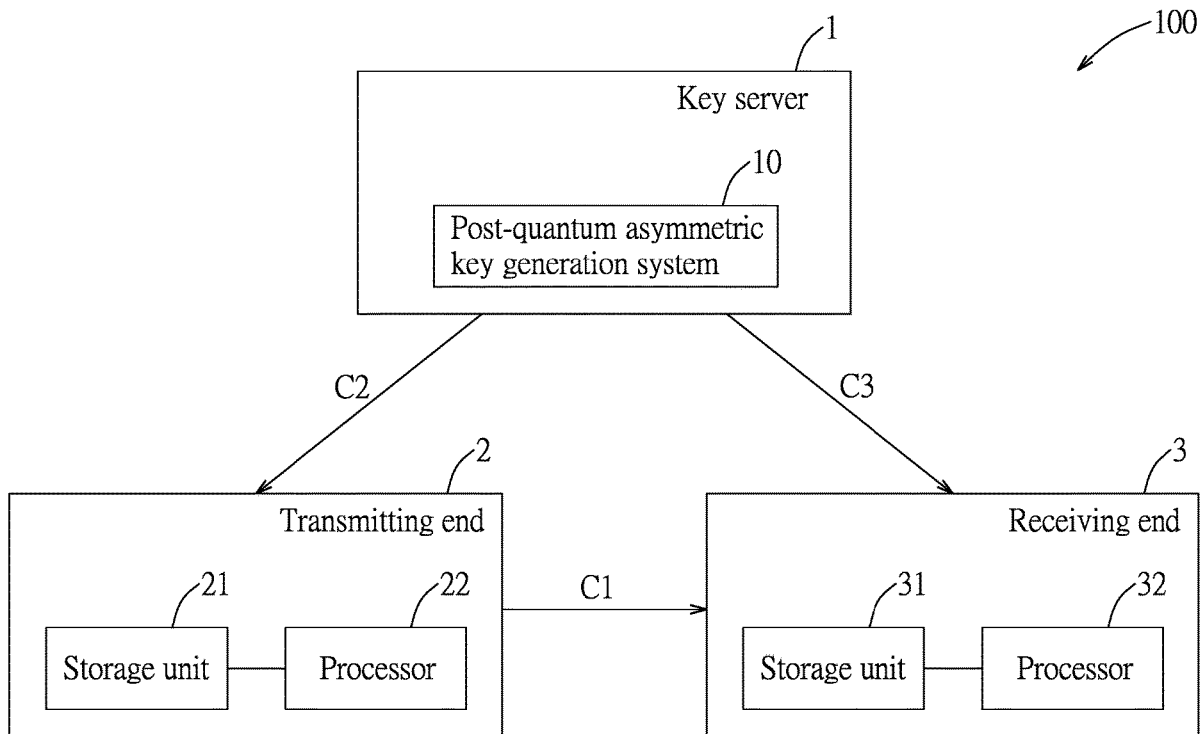 100
1
Key server
10
Post-quantum asymmetric
key generation system
C2
C3
2
3
Transmitting end
Receiving end
21
22
C1
31
32
Storage unit
Processor
Storage unit
Processor